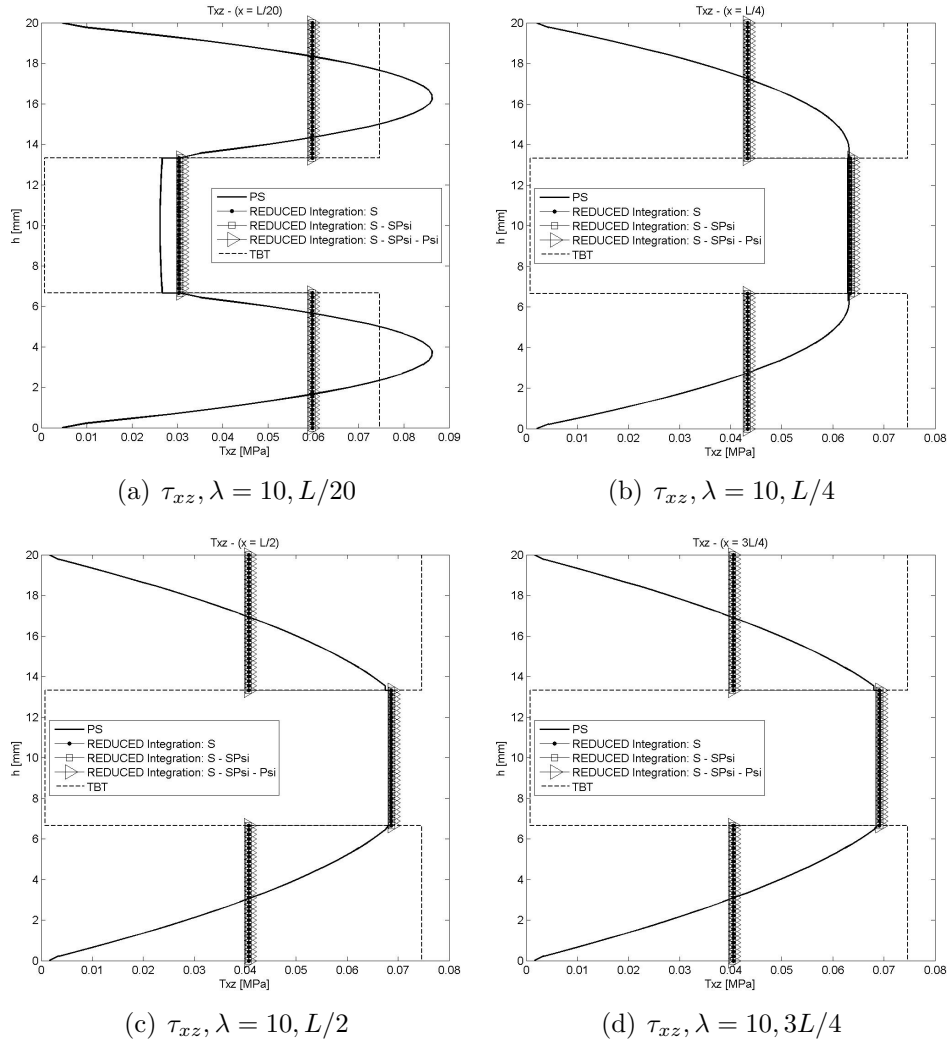 Txz - (x = L/20)
20
18
16
14
12
10
8
6
4
2
0
h [mm]
PS
REDUCED Integration: S
REDUCED Integration: S - SPsi
REDUCED Integration: S - SPsi - Psi
TBT
0 0.01 0.02 0.03 0.04 0.05 0.06 0.07 0.08 0.09
Txz [MPa]
(a) τxz, λ = 10, L/20
Txz - (x = L/4)
20
18
16
14
12
10
8
6
4
2
0
h [mm]
PS
REDUCED Integration: S
REDUCED Integration: S - SPsi
REDUCED Integration: S - SPsi - Psi
TBT
0 0.01 0.02 0.03 0.04 0.05 0.06 0.07 0.08
Txz [MPa]
(b) τxz, λ = 10, L/4
Txz - (x = L/2)
20
18
16
14
12
10
8
6
4
2
0
h [mm]
PS
REDUCED Integration: S
REDUCED Integration: S - SPsi
REDUCED Integration: S - SPsi - Psi
TBT
0 0.01 0.02 0.03 0.04 0.05 0.06 0.07 0.08
Txz [MPa]
(c) τxz, λ = 10, L/2
Txz - (x = 3L/4)
20
18
16
14
12
10
8
6
4
2
0
h [mm]
PS
REDUCED Integration: S
REDUCED Integration: S - SPsi
REDUCED Integration: S - SPsi - Psi
TBT
0 0.01 0.02 0.03 0.04 0.05 0.06 0.07 0.08
Txz [MPa]
(d) τxz, λ = 10, 3L/4